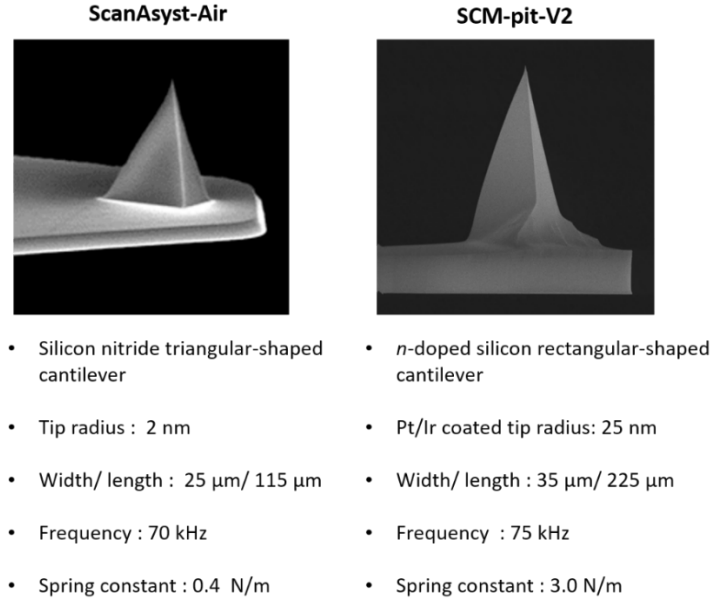 ScanAsyst-Air
• Silicon nitride triangular-shaped
cantilever
• Tip radius : 2 nm
• Width/ length : 25 µm/ 115 µm
• Frequency : 70 kHz
• Spring constant : 0.4 N/m
SCM-pit-V2
• n-doped silicon rectangular-shaped
cantilever
• Pt/Ir coated tip radius: 25 nm
• Width/ length : 35 µm/ 225 µm
• Frequency : 75 kHz
• Spring constant : 3.0 N/m